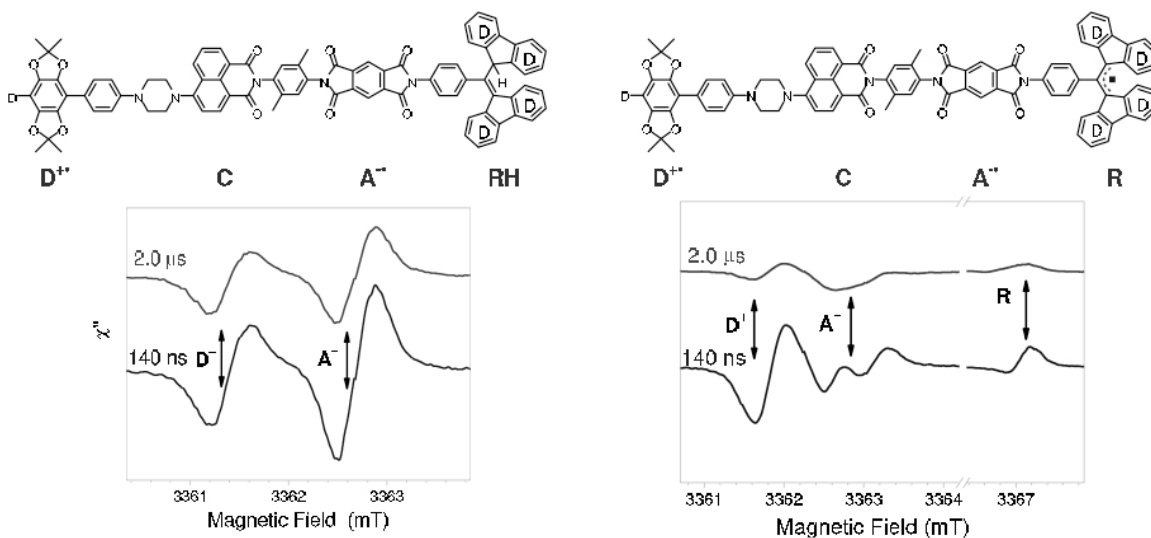 D⁺• C A⁻• RH
2.0 μs
140 ns
D⁻
A⁻
χ"
3361 3362 3363
Magnetic Field (mT)
D⁺• C A⁻• R
2.0 μs
140 ns
D
A⁻
R
3361 3362 3363 3364 3367
Magnetic Field (mT)